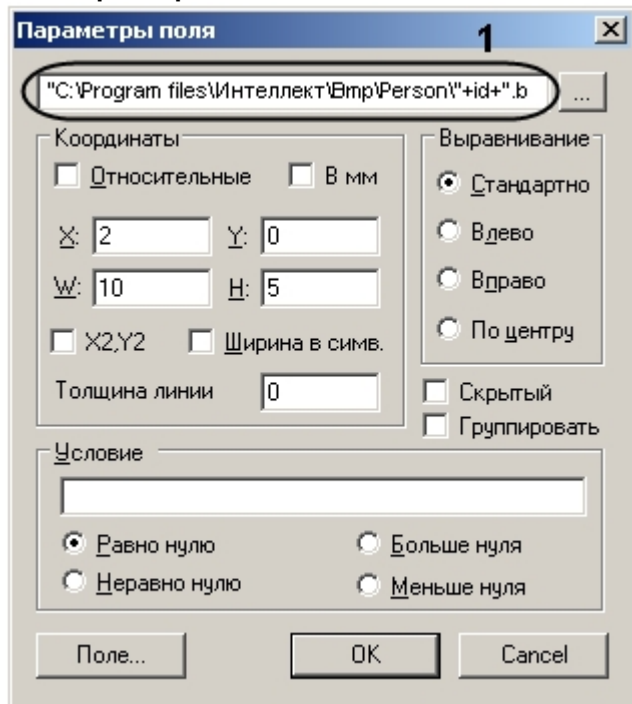 Параметры поля 1
"C:\Program files\Интеллект\Bmp\Person\"+id+".b ...
Координаты
Относительные В мм
X: 2 Y: 0
W: 10 H: 5
X2,Y2 Ширина в симв.
Толщина линии 0
Выравнивание
Стандартно
Влево
Вправо
По центру
Скрытый
Группировать
Условие
Равно нулю Больше нуля
Неравно нулю Меньше нуля
Поле... OK Cancel